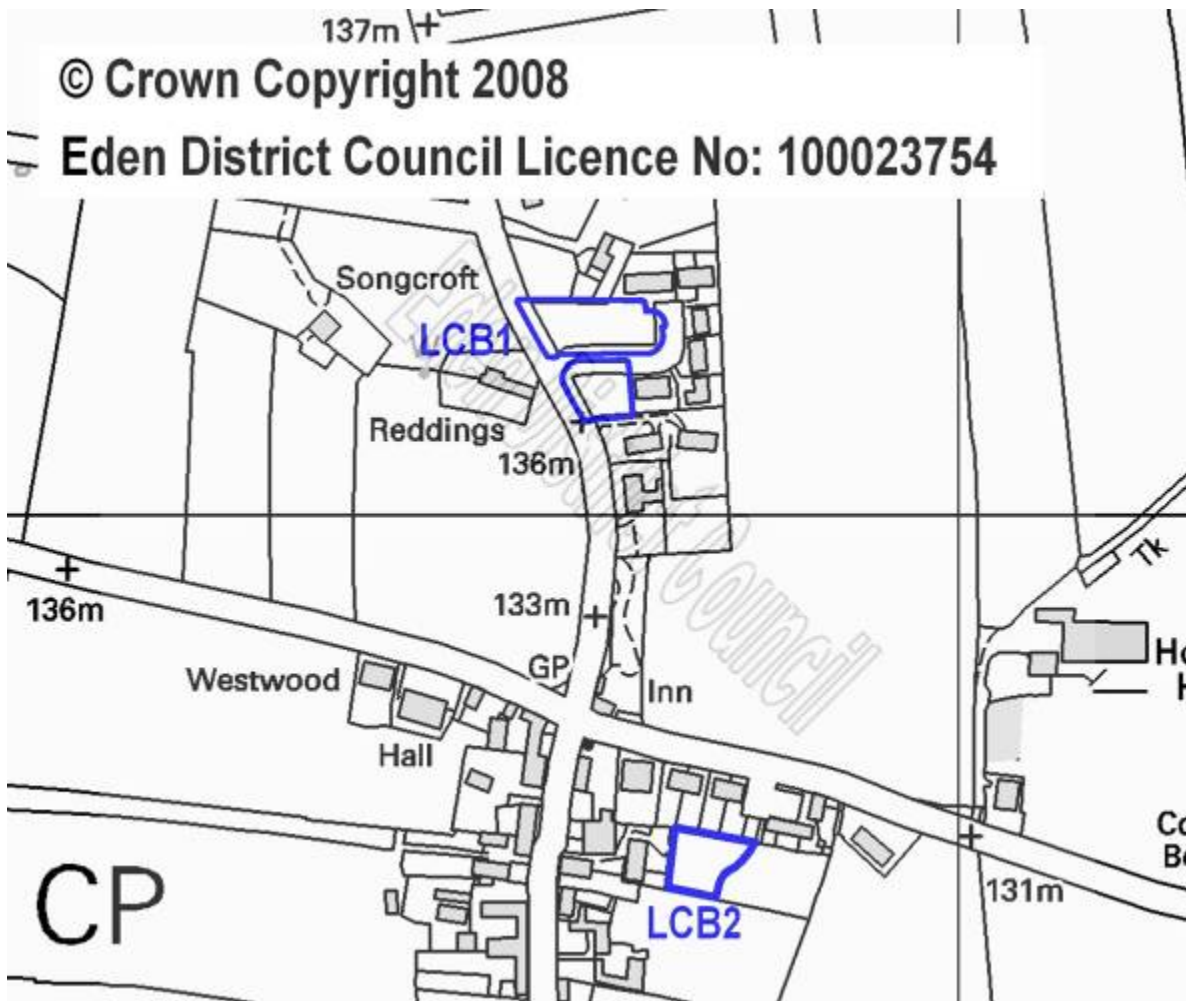 137m
© Crown Copyright 2008
Eden District Council Licence No: 100023754
Songcroft
LCB1
Reddings
136m
Tk
133m
136m
GP
Westwood
Inn
Hall
CP
131m
LCB2
Council